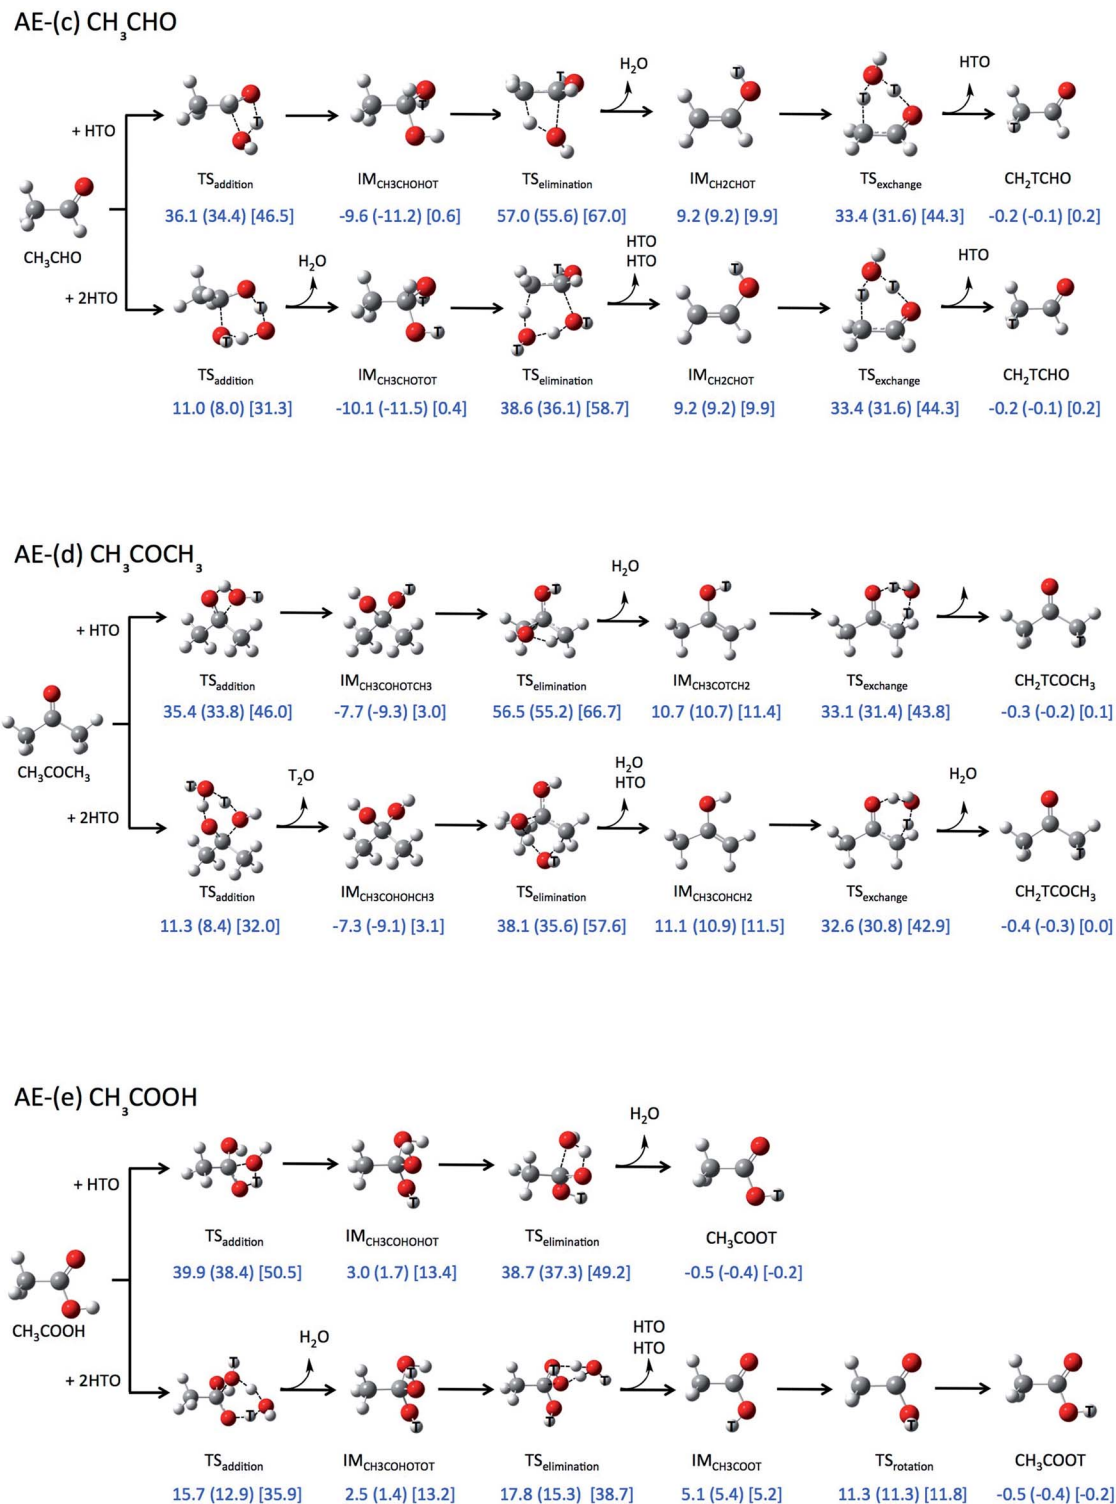 AE-(c) CH3CHO
H2O
HTO
+ HTO
TSaddition IMCH3CHOHOT TSelimination IMCH2CHOT TSexchange CH2TCHO
36.1 (34.4) [46.5] -9.6 (-11.2) [0.6] 57.0 (55.6) [67.0] 9.2 (9.2) [9.9] 33.4 (31.6) [44.3] -0.2 (-0.1) [0.2]
CH3CHO
H2O
HTO
HTO
HTO
+ 2HTO
TSaddition IMCH3CHOTOT TSelimination IMCH2CHOT TSexchange CH2TCHO
11.0 (8.0) [31.3] -10.1 (-11.5) [0.4] 38.6 (36.1) [58.7] 9.2 (9.2) [9.9] 33.4 (31.6) [44.3] -0.2 (-0.1) [0.2]
AE-(d) CH3COCH3
H2O
+ HTO
TSaddition IMCH3COHOTCH3 TSelimination IMCH3COTCH2 TSexchange CH2TCOCH3
35.4 (33.8) [46.0] -7.7 (-9.3) [3.0] 56.5 (55.2) [66.7] 10.7 (10.7) [11.4] 33.1 (31.4) [43.8] -0.3 (-0.2) [0.1]
CH3COCH3
T2O
H2O
HTO
H2O
+ 2HTO
TSaddition IMCH3COHOHCH3 TSelimination IMCH3COHCH2 TSexchange CH2TCOCH3
11.3 (8.4) [32.0] -7.3 (-9.1) [3.1] 38.1 (35.6) [57.6] 11.1 (10.9) [11.5] 32.6 (30.8) [42.9] -0.4 (-0.3) [0.0]
AE-(e) CH3COOH
H2O
+ HTO
TSaddition IMCH3COHOHOT TSelimination CH3COOT
39.9 (38.4) [50.5] 3.0 (1.7) [13.4] 38.7 (37.3) [49.2] -0.5 (-0.4) [-0.2]
CH3COOH
H2O
HTO
HTO
+ 2HTO
TSaddition IMCH3COHOTOT TSelimination IMCH3COOT TSrotation CH3COOT
15.7 (12.9) [35.9] 2.5 (1.4) [13.2] 17.8 (15.3) [38.7] 5.1 (5.4) [5.2] 11.3 (11.3) [11.8] -0.5 (-0.4) [-0.2]